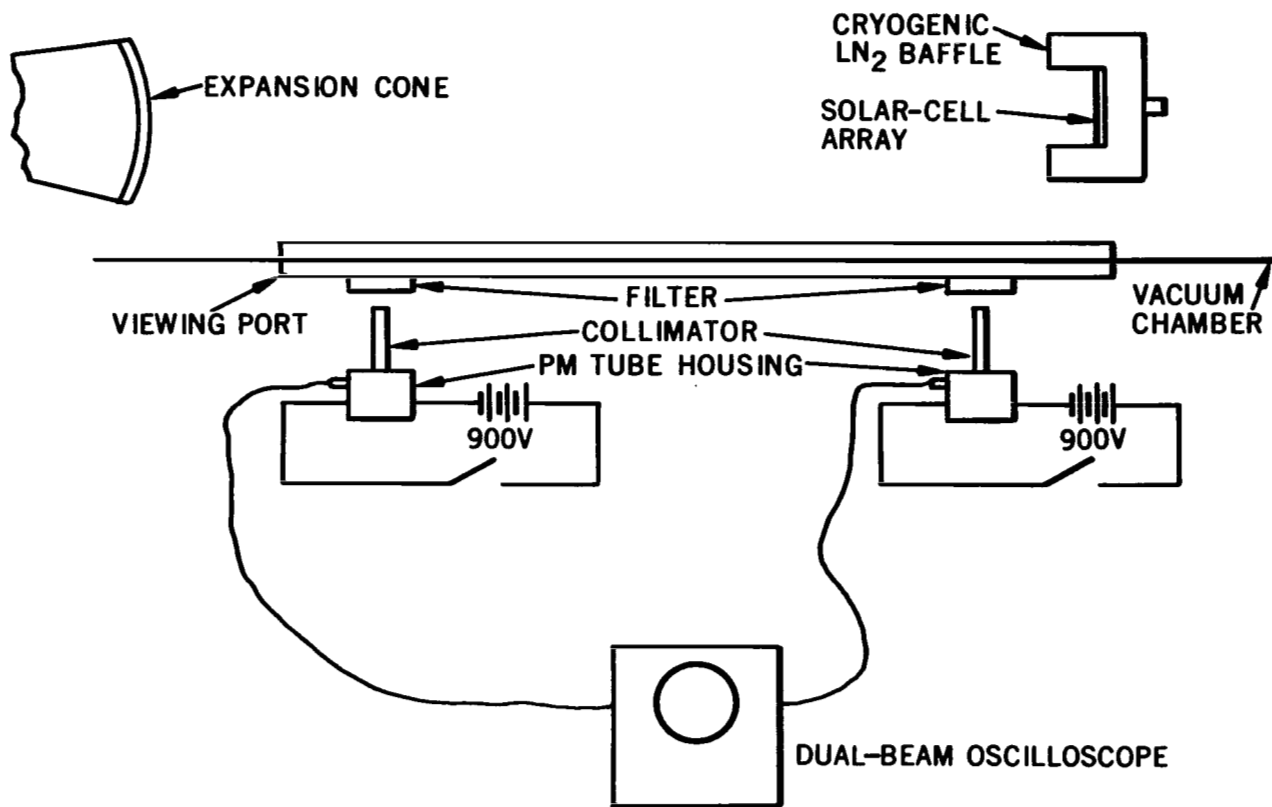 CRYOGENIC
LN2 BAFFLE
EXPANSION CONE
SOLAR-CELL
ARRAY
VIEWING PORT
FILTER
VACUUM
CHAMBER
COLLIMATOR
PM TUBE HOUSING
900V
900V
DUAL-BEAM OSCILLOSCOPE